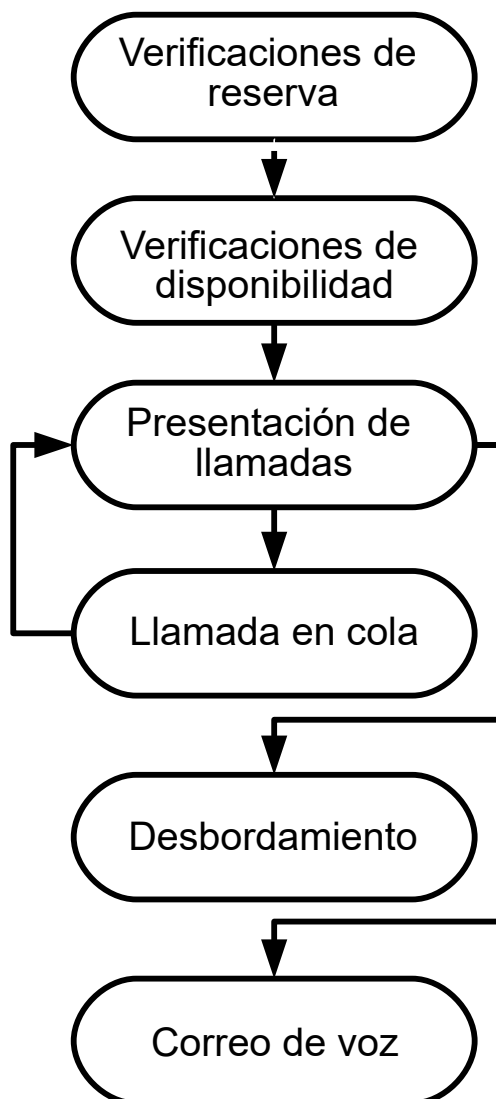 Verificaciones de
reserva
Verificaciones de
disponibilidad
Presentación de
llamadas
Llamada en cola
Desbordamiento
Correo de voz